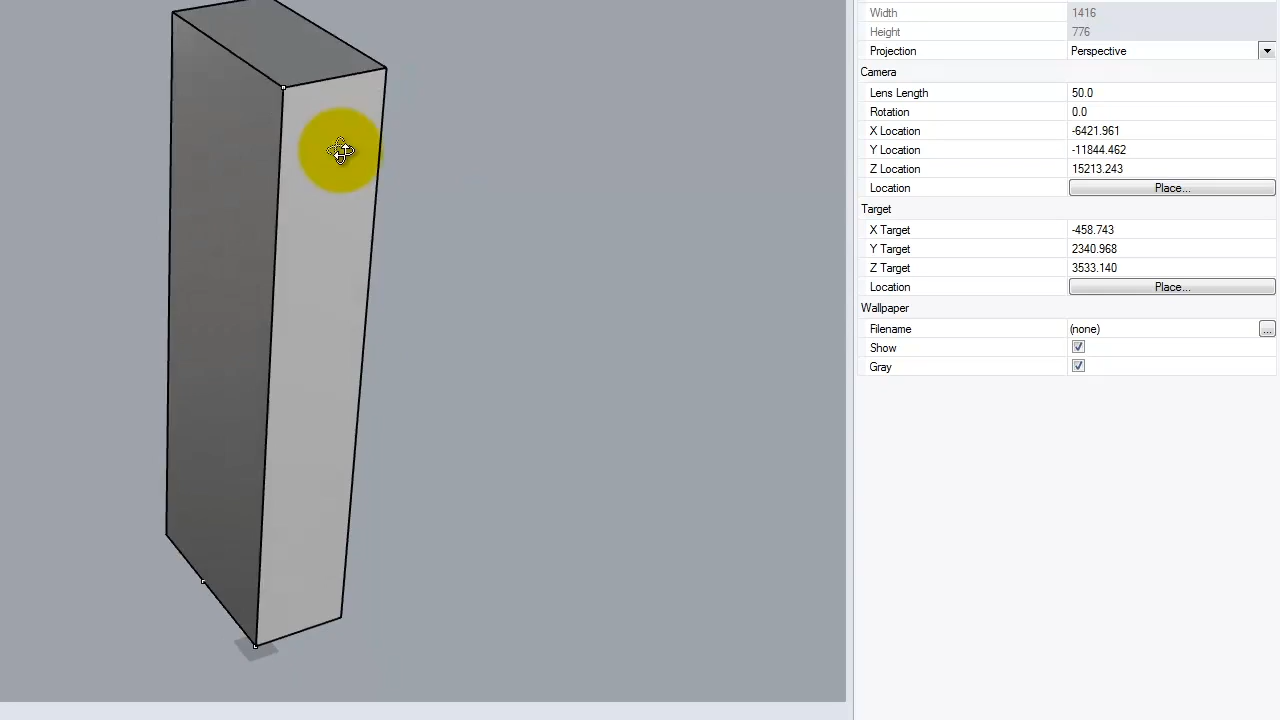 Width 1416
Height 776
Projection Perspective
Camera
Lens Length 50.0
Rotation 0.0
X Location -6421.961
Y Location -11844.462
Z Location 15213.243
Location Place...
Target
X Target -458.743
Y Target 2340.968
Z Target 3533.140
Location Place...
Wallpaper
Filename (none) ...
Show
Gray